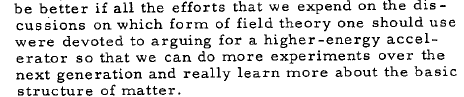 be better if all the efforts that we expend on the dis-
cussions on which form of field theory one should use
were devoted to arguing for a higher-energy accel-
erator so that we can do more experiments over the
next generation and really learn more about the basic
structure of matter.